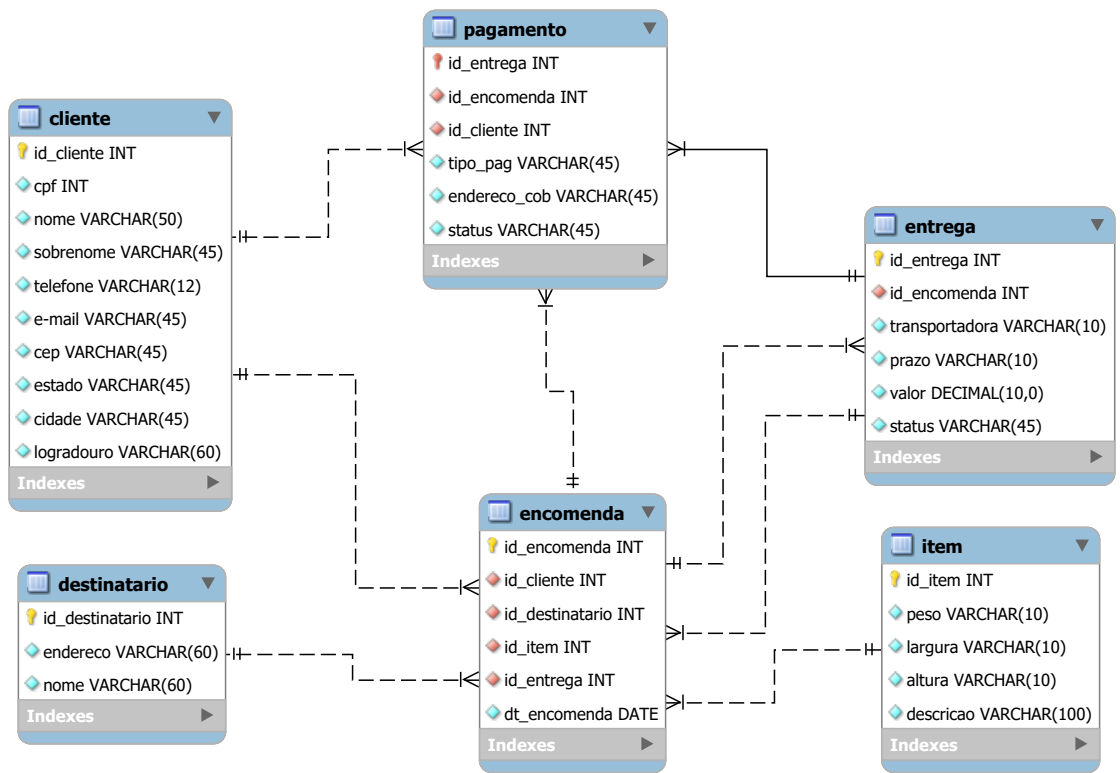 pagamento
id_entrega INT
id_encomenda INT
id_cliente INT
tipo_pag VARCHAR(45)
endereco_cob VARCHAR(45)
status VARCHAR(45)
Indexes
cliente
id_cliente INT
cpf INT
nome VARCHAR(50)
sobrenome VARCHAR(45)
telefone VARCHAR(12)
e-mail VARCHAR(45)
cep VARCHAR(45)
estado VARCHAR(45)
cidade VARCHAR(45)
logradouro VARCHAR(60)
Indexes
entrega
id_entrega INT
id_encomenda INT
transportadora VARCHAR(10)
prazo VARCHAR(10)
valor DECIMAL(10,0)
status VARCHAR(45)
Indexes
encomenda
id_encomenda INT
id_cliente INT
id_destinatario INT
id_item INT
id_entrega INT
dt_encomenda DATE
Indexes
item
id_item INT
peso VARCHAR(10)
largura VARCHAR(10)
altura VARCHAR(10)
descricao VARCHAR(100)
Indexes
destinatario
id_destinatario INT
endereco VARCHAR(60)
nome VARCHAR(60)
Indexes